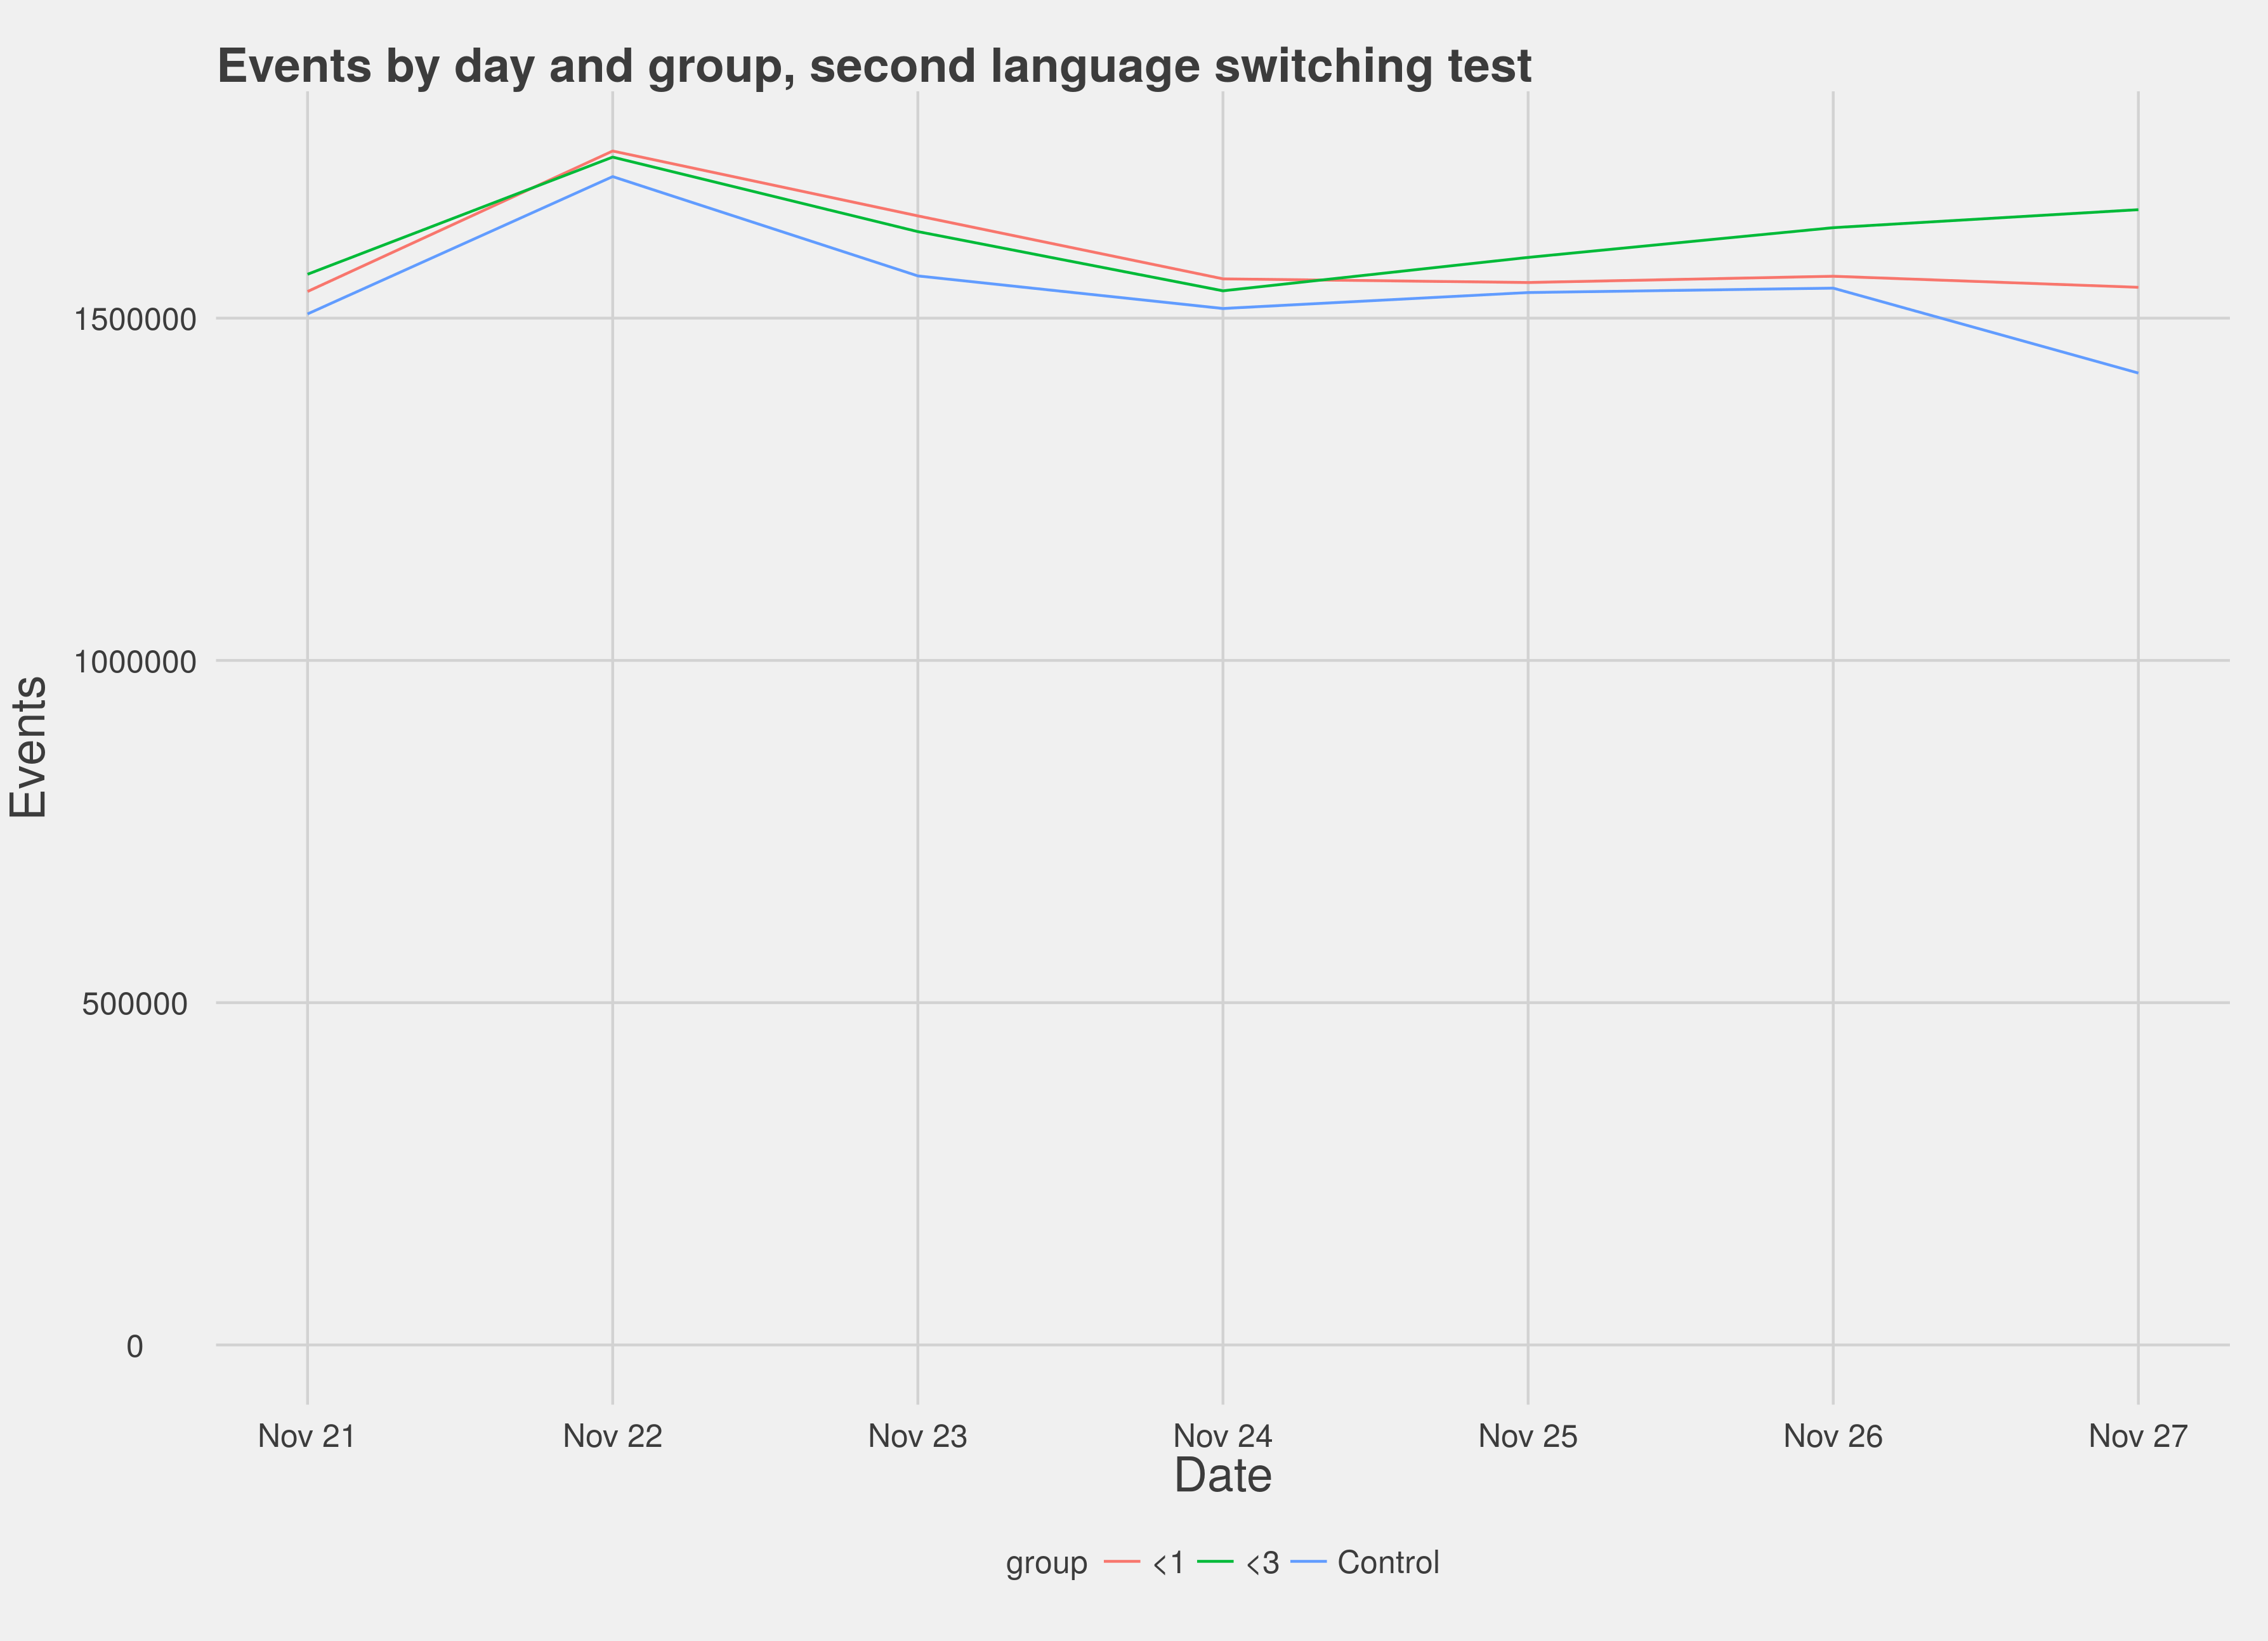 Events by day and group, second language switching test
Events
1500000
1000000
500000
0
Nov 21 Nov 22 Nov 23 Nov 24 Nov 25 Nov 26 Nov 27
Date
group <1 <3 Control